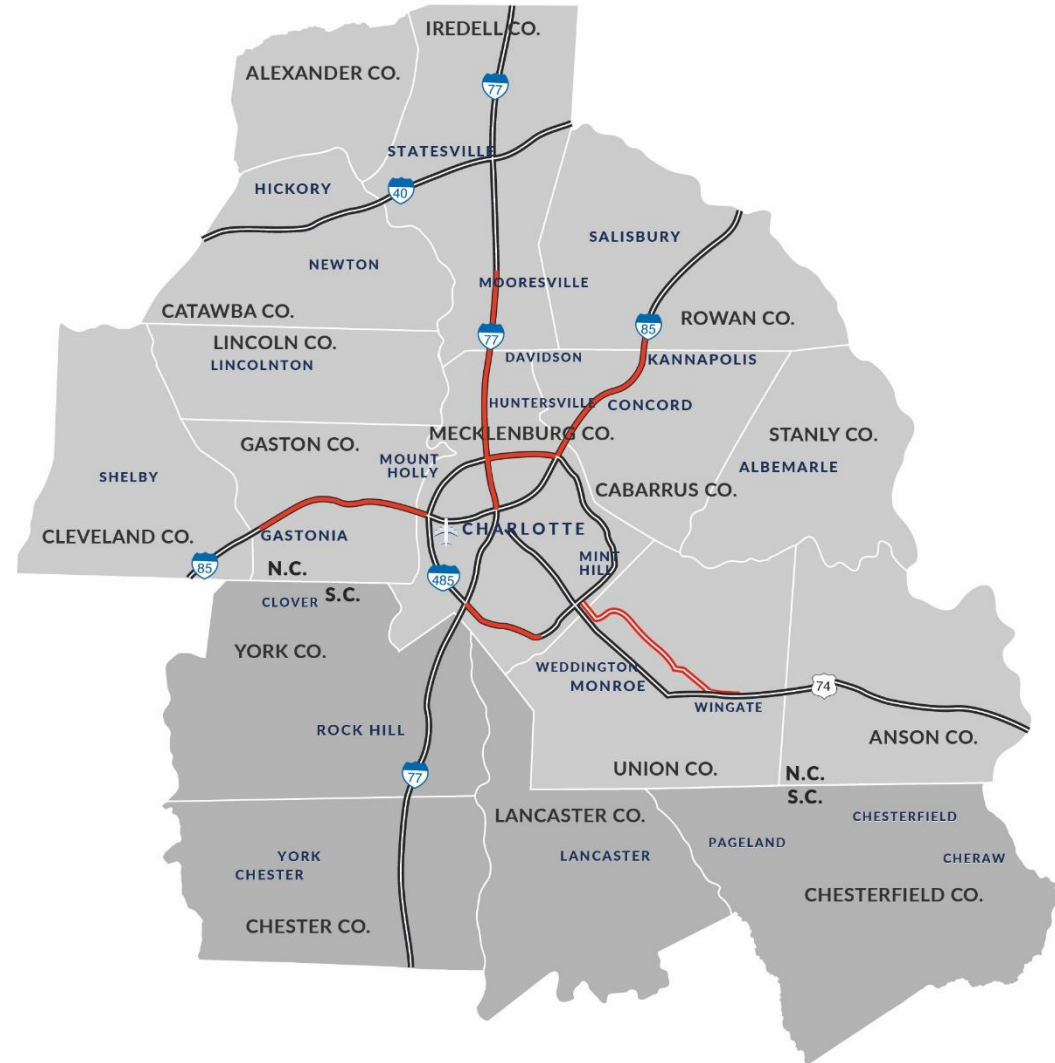 IREDELL CO.
ALEXANDER CO.
77
STATESVILLE
HICKORY
40
SALISBURY
NEWTON
MOORESVILLE
CATAWBA CO.
ROWAN CO.
85
77
LINCOLN CO.
LINCOLNTON
DAVIDSON
KANNAPOLIS
HUNTERSVILLE
CONCORD
GASTON CO.
MECKLENBURG CO.
STANLY CO.
MOUNT
HOLLY
ALBEMARLE
SHELBY
CABARRUS CO.
CLEVELAND CO.
GASTONIA
CHARLOTTE
MINT
HILL
85
N.C.
S.C.
485
CLOVER
YORK CO.
WEDDINGTON
MONROE
74
WINGATE
ROCK HILL
ANSON CO.
77
UNION CO.
N.C.
S.C.
LANCASTER CO.
CHESTERFIELD
PAGELAND
YORK
LANCASTER
CHERAW
CHESTER
CHESTERFIELD CO.
CHESTER CO.